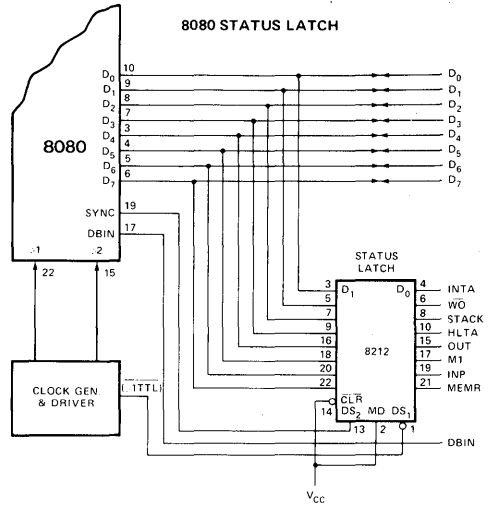 8080 STATUS LATCH
8080
D0 10 D0
D1 9 D1
D2 8 D2
D3 7 D3
D4 3 D4
D5 4 D5
D6 5 D6
D7 6 D7
SYNC 19
DBIN 17
1 2
22 15
CLOCK GEN.
& DRIVER
(1TTL)
STATUS
LATCH
3 D1 D0 4 INTA
5 6 WO
7 8 STACK
9 10 HLTA
16 15 OUT
18 8212 17 M1
20 19 INP
22 21 MEMR
CLR
14 DS2 MD DS1
13 2 1
DBIN
VCC